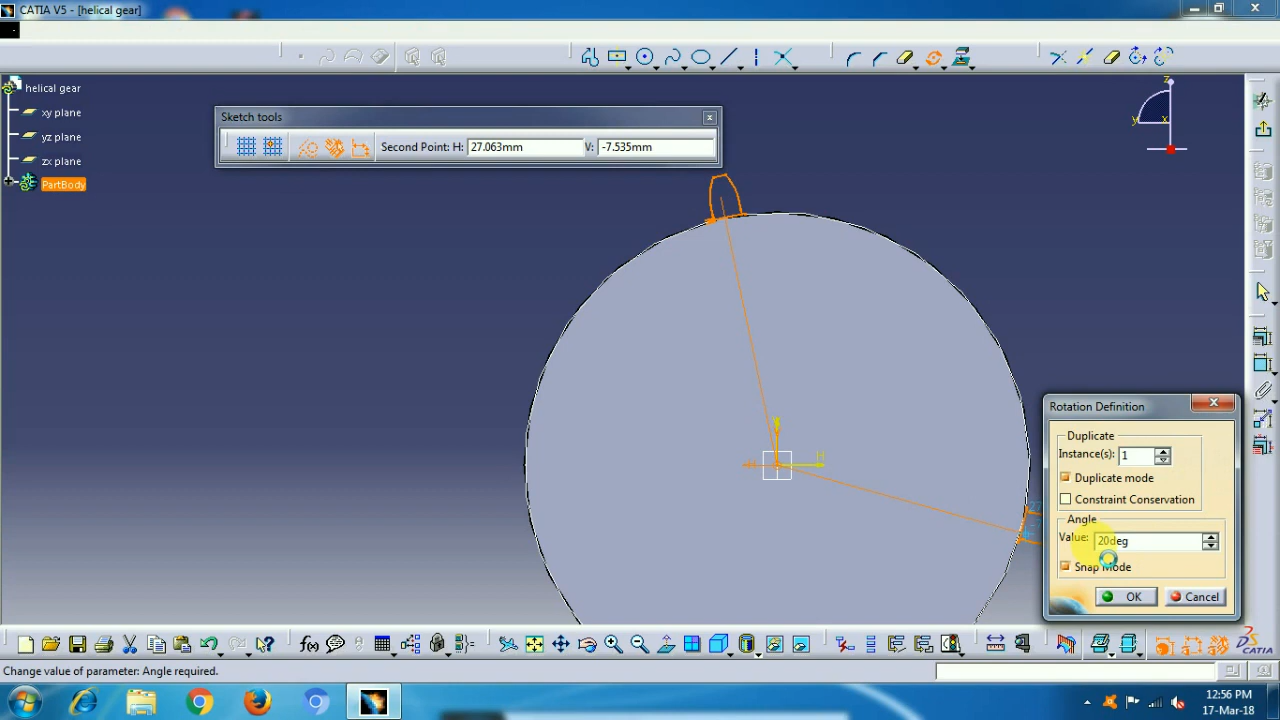 CATIA V5 - [helical gear]
helical gear
xy plane
yz plane
zx plane
PartBody
Sketch tools
Second Point: H: 27.063mm V: -7.535mm
z
y
x
H
Rotation Definition
Duplicate
Instance(s): 1
Duplicate mode
Constraint Conservation
Angle
Value: 20deg
Snap Mode
OK Cancel
f(x)
CATIA
Change value of parameter: Angle required.
12:56 PM
17-Mar-18